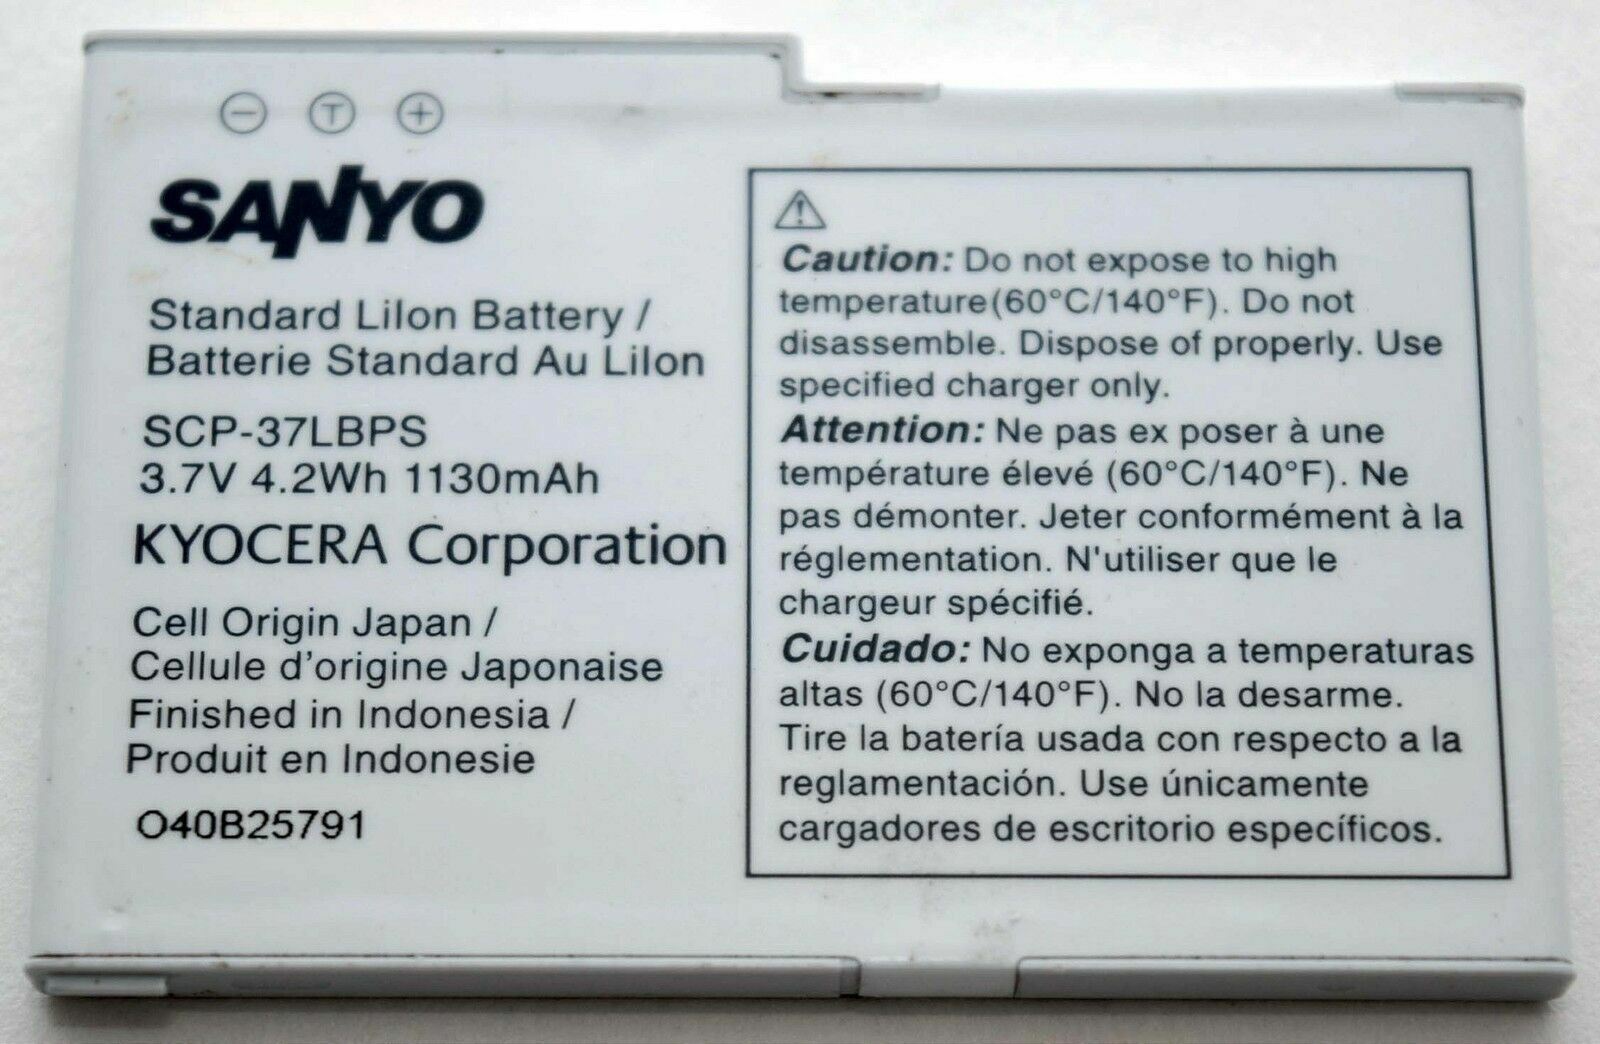 − T +
SANYO
Standard LiIon Battery /
Batterie Standard Au LiIon
SCP-37LBPS
3.7V 4.2Wh 1130mAh
KYOCERA Corporation
Cell Origin Japan /
Cellule d'origine Japonaise
Finished in Indonesia /
Produit en Indonesie
O40B25791
Caution: Do not expose to high
temperature(60°C/140°F). Do not
disassemble. Dispose of properly. Use
specified charger only.
Attention: Ne pas ex poser à une
température élevé (60°C/140°F). Ne
pas démonter. Jeter conformément à la
réglementation. N'utiliser que le
chargeur spécifié.
Cuidado: No exponga a temperaturas
altas (60°C/140°F). No la desarme.
Tire la batería usada con respecto a la
reglamentación. Use únicamente
cargadores de escritorio específicos.